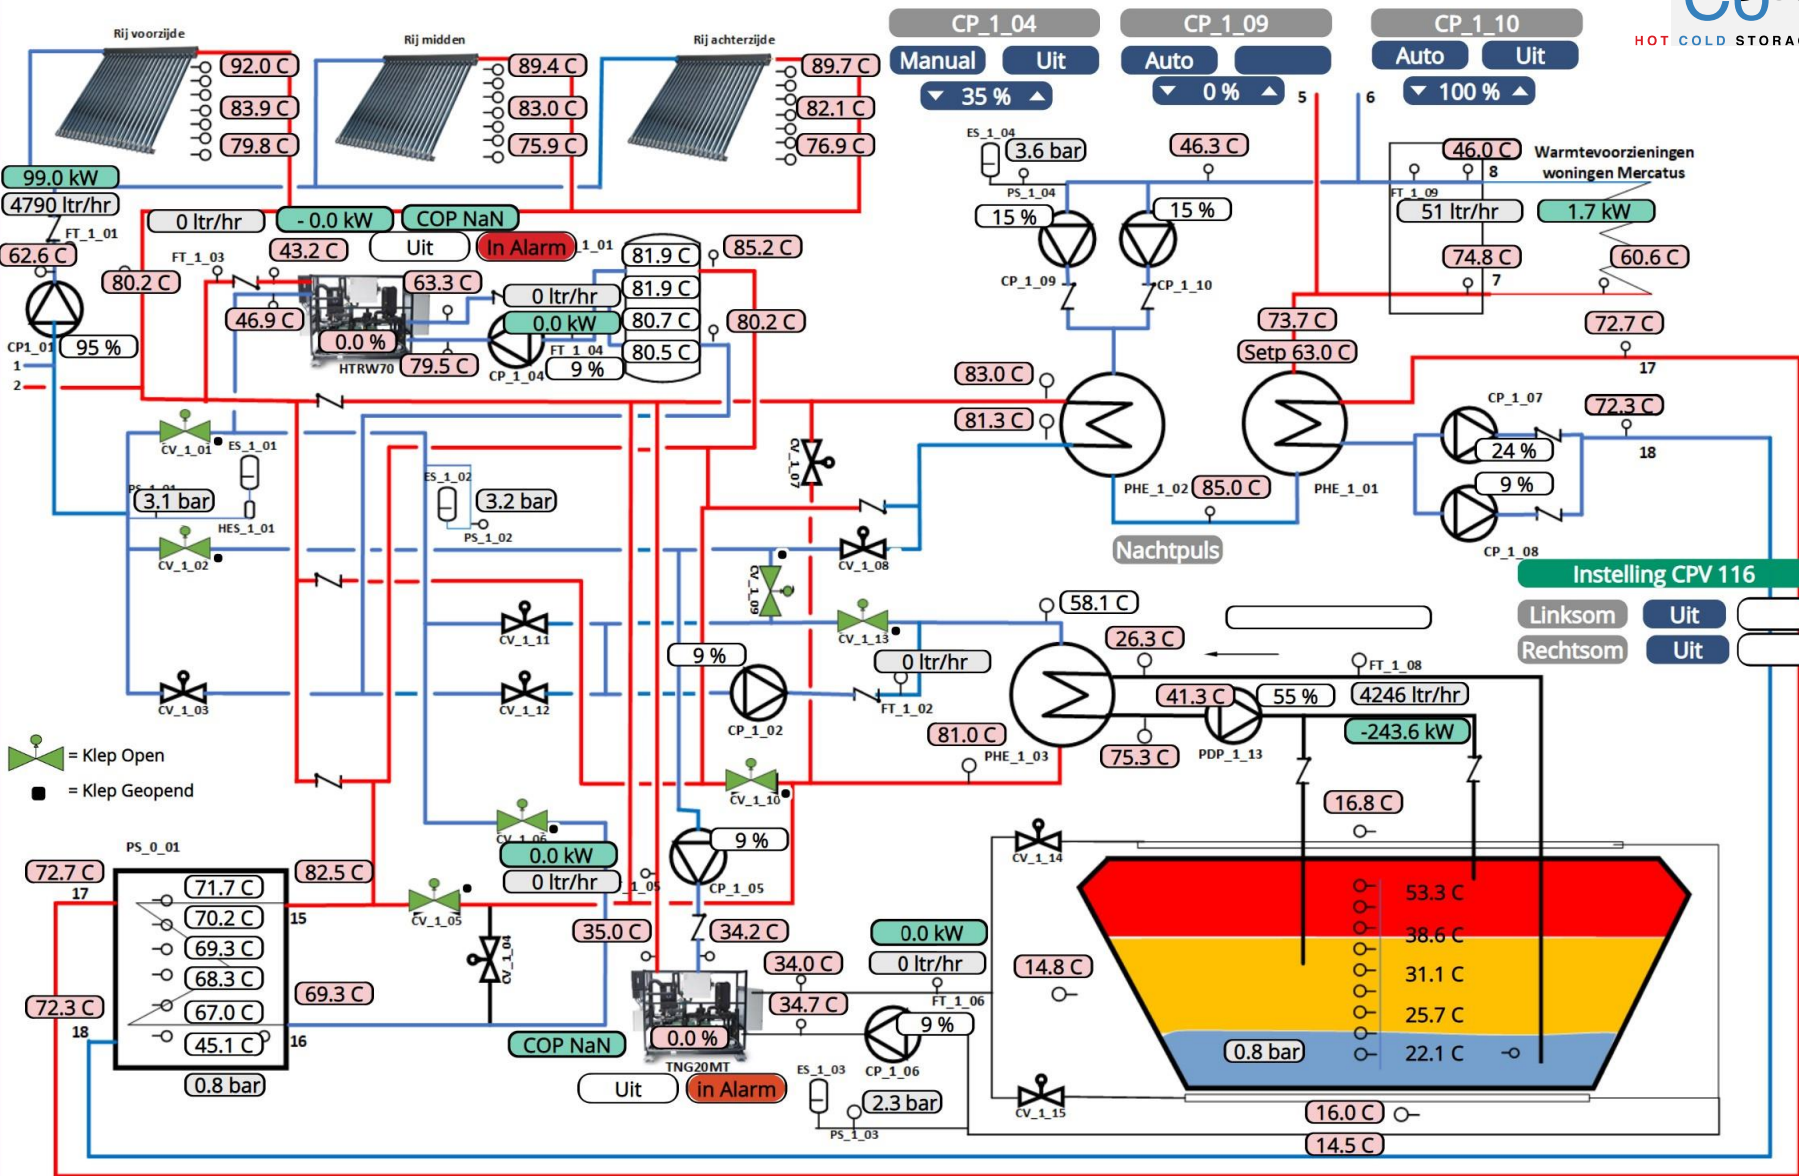 CP_1_04
CP_1_09
CP_1_10
HOT COLD STORA
Manual
Uit
Auto
Auto
Uit
35 %
0 %
100 %
Rij voorzijde
Rij midden
Rij achterzijde
92.0 C
83.9 C
79.8 C
89.4 C
83.0 C
75.9 C
89.7 C
82.1 C
76.9 C
5
6
99.0 kW
4790 ltr/hr
FT_1_01
62.6 C
80.2 C
CP1_01
95 %
1
2
0 ltr/hr
- 0.0 kW
COP NaN
Uit
In Alarm
_1_01
FT_1_03
43.2 C
46.9 C
63.3 C
0.0 %
HTRW70
79.5 C
0 ltr/hr
0.0 kW
FT_1_04
CP_1_04
9 %
81.9 C
81.9 C
80.7 C
80.5 C
85.2 C
80.2 C
ES_1_04
3.6 bar
PS_1_04
46.3 C
15 %
15 %
CP_1_09
CP_1_10
46.0 C
8
Warmtevoorzieningen
woningen Mercatus
FT_1_09
51 ltr/hr
1.7 kW
74.8 C
7
60.6 C
73.7 C
Setp 63.0 C
72.7 C
17
83.0 C
81.3 C
PHE_1_02
85.0 C
PHE_1_01
CP_1_07
24 %
9 %
CP_1_08
72.3 C
18
Nachtpuls
Instelling CPV 116
Linksom
Uit
Rechtsom
Uit
CV_1_01
ES_1_01
3.1 bar
HES_1_01
CV_1_02
ES_1_02
3.2 bar
PS_1_02
CV_1_07
CV_1_08
CV_1_09
CV_1_13
CV_1_11
CV_1_12
CV_1_03
9 %
CP_1_02
0 ltr/hr
FT_1_02
58.1 C
26.3 C
FT_1_08
41.3 C
55 %
4246 ltr/hr
-243.6 kW
81.0 C
PHE_1_03
75.3 C
PDP_1_13
= Klep Open
= Klep Geopend
CV_1_10
CV_1_06
0.0 kW
0 ltr/hr
_1_05
9 %
CP_1_05
PS_0_01
72.7 C
17
71.7 C
70.2 C
69.3 C
68.3 C
67.0 C
45.1 C
82.5 C
15
69.3 C
16
72.3 C
18
0.8 bar
CV_1_05
CV_1_04
35.0 C
34.2 C
0.0 %
TNG20MT
COP NaN
Uit
in Alarm
34.0 C
34.7 C
0.0 kW
0 ltr/hr
FT_1_06
9 %
CP_1_06
ES_1_03
2.3 bar
PS_1_03
CV_1_14
CV_1_15
14.8 C
16.8 C
53.3 C
38.6 C
31.1 C
25.7 C
22.1 C
0.8 bar
16.0 C
14.5 C